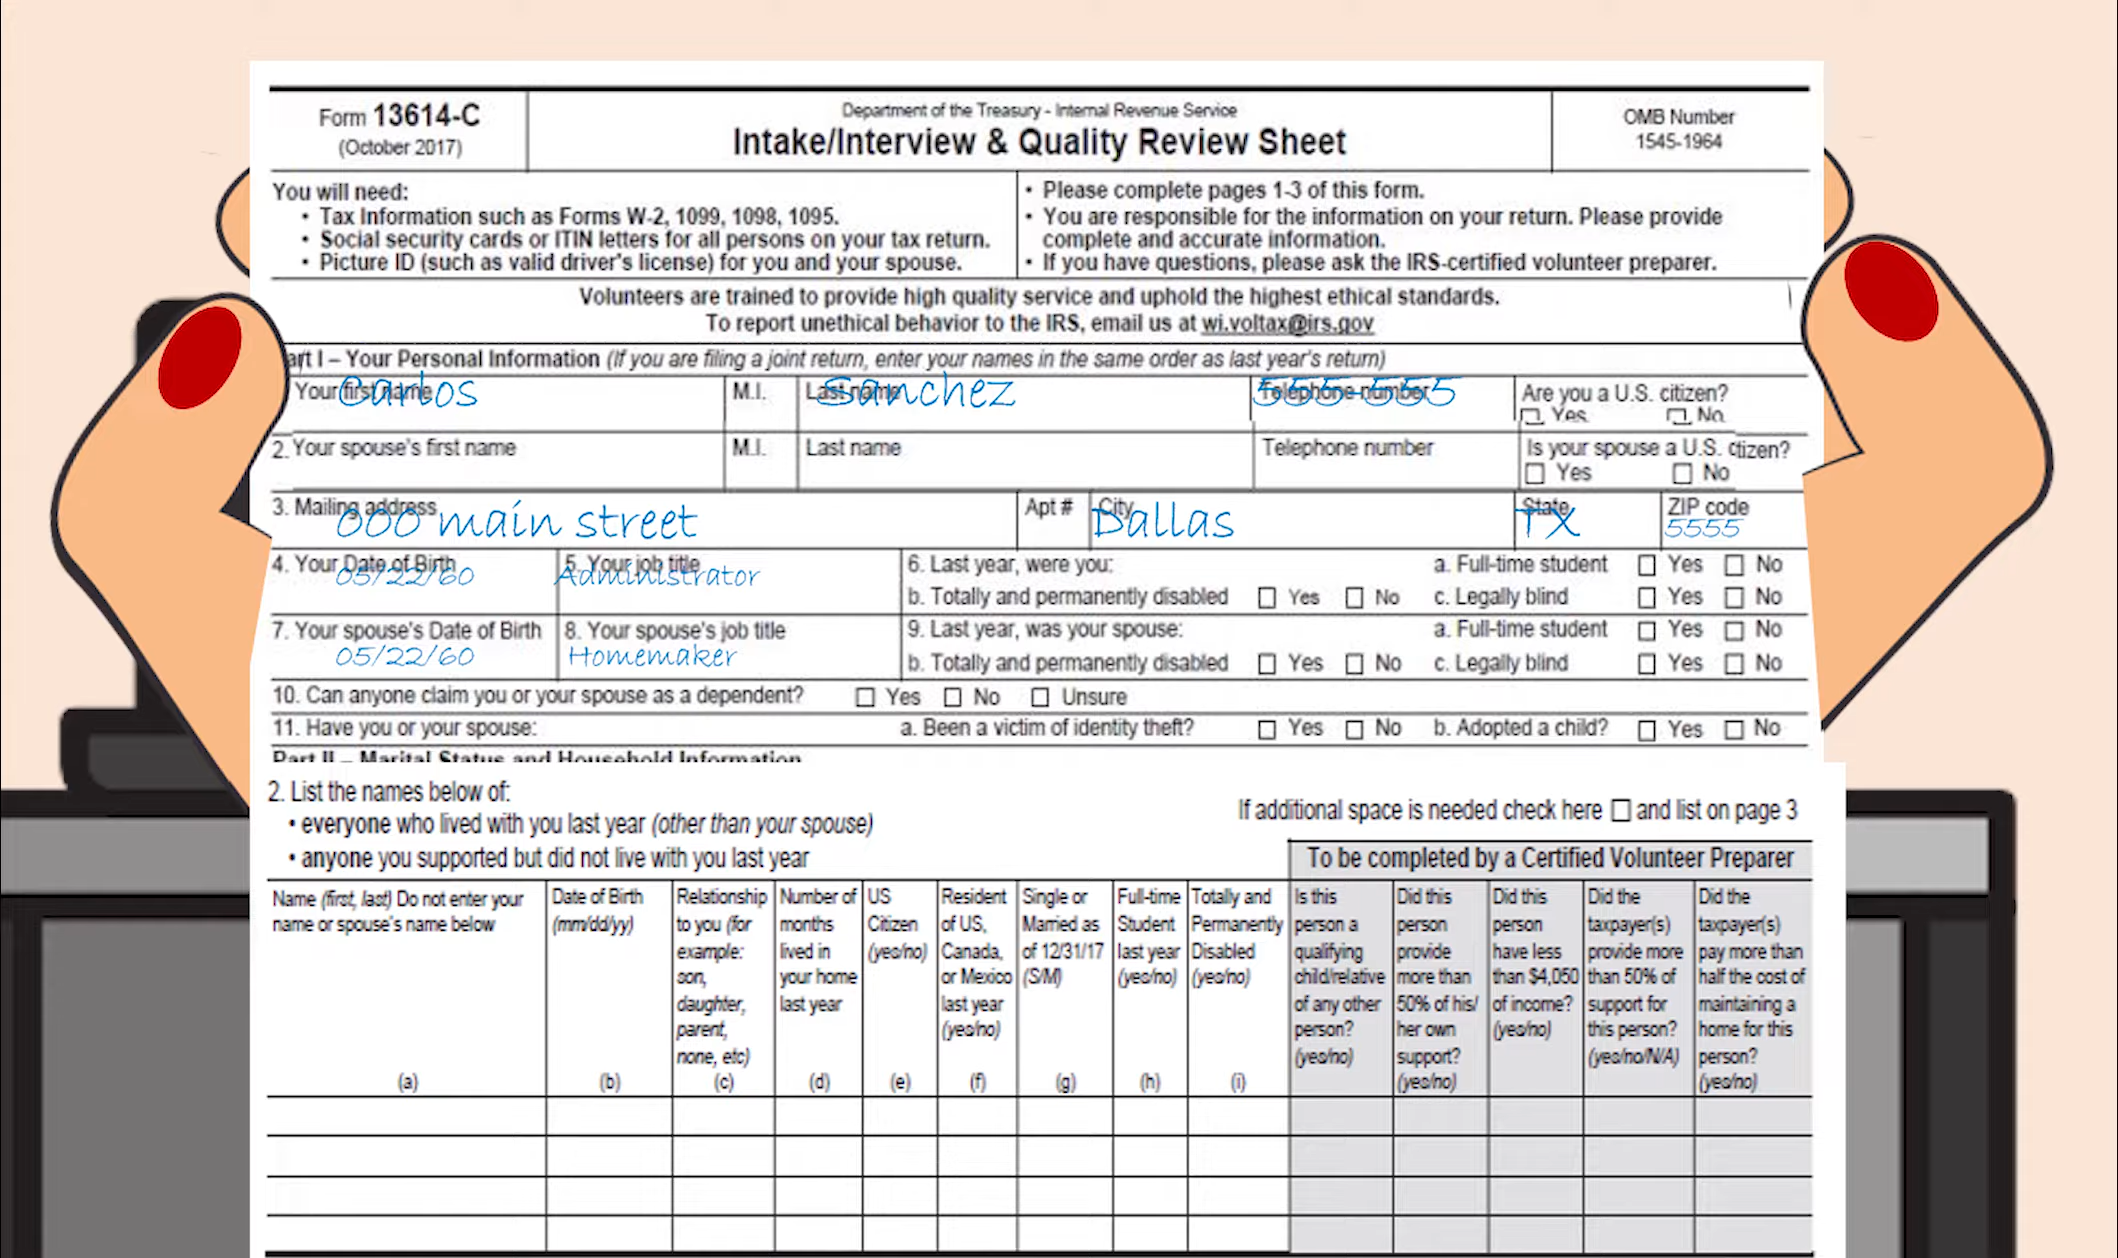 Form 13614-C
(October 2017)
Department of the Treasury - Internal Revenue Service
Intake/Interview & Quality Review Sheet
OMB Number
1545-1964
You will need:
• Tax Information such as Forms W-2, 1099, 1098, 1095.
• Social security cards or ITIN letters for all persons on your tax return.
• Picture ID (such as valid driver's license) for you and your spouse.
• Please complete pages 1-3 of this form.
• You are responsible for the information on your return. Please provide
complete and accurate information.
• If you have questions, please ask the IRS-certified volunteer preparer.
Volunteers are trained to provide high quality service and uphold the highest ethical standards.
To report unethical behavior to the IRS, email us at wi.voltax@irs.gov
art I – Your Personal Information (If you are filing a joint return, enter your names in the same order as last year's return)
Your first name
Carlos
M.I.
Last name
Sanchez
Telephone number
555-555
Are you a U.S. citizen?
Yes No
2. Your spouse's first name
M.I.
Last name
Telephone number
Is your spouse a U.S. citizen?
Yes No
3. Mailing address
000 main street
Apt #
City
Dallas
State
TX
ZIP code
5555
4. Your Date of Birth
05/22/60
5. Your job title
Administrator
6. Last year, were you: a. Full-time student Yes No
b. Totally and permanently disabled Yes No c. Legally blind Yes No
7. Your spouse's Date of Birth
05/22/60
8. Your spouse's job title
Homemaker
9. Last year, was your spouse: a. Full-time student Yes No
b. Totally and permanently disabled Yes No c. Legally blind Yes No
10. Can anyone claim you or your spouse as a dependent? Yes No Unsure
11. Have you or your spouse: a. Been a victim of identity theft? Yes No b. Adopted a child? Yes No
Part II – Marital Status and Household Information
2. List the names below of:
• everyone who lived with you last year (other than your spouse)
• anyone you supported but did not live with you last year
If additional space is needed check here and list on page 3
To be completed by a Certified Volunteer Preparer
Name (first, last) Do not enter your
name or spouse's name below
(a)
Date of Birth
(mm/dd/yy)
(b)
Relationship
to you (for
example:
son,
daughter,
parent,
none, etc)
(c)
Number of
months
lived in
your home
last year
(d)
US
Citizen
(yes/no)
(e)
Resident
of US,
Canada,
or Mexico
last year
(yes/no)
(f)
Single or
Married as
of 12/31/17
(S/M)
(g)
Full-time
Student
last year
(yes/no)
(h)
Totally and
Permanently
Disabled
(yes/no)
(i)
Is this
person a
qualifying
child/relative
of any other
person?
(yes/no)
Did this
person
provide
more than
50% of his/
her own
support?
(yes/no)
Did this
person
have less
than $4,050
of income?
(yes/no)
Did the
taxpayer(s)
provide more
than 50% of
support for
this person?
(yes/no/N/A)
Did the
taxpayer(s)
pay more than
half the cost of
maintaining a
home for this
person?
(yes/no)